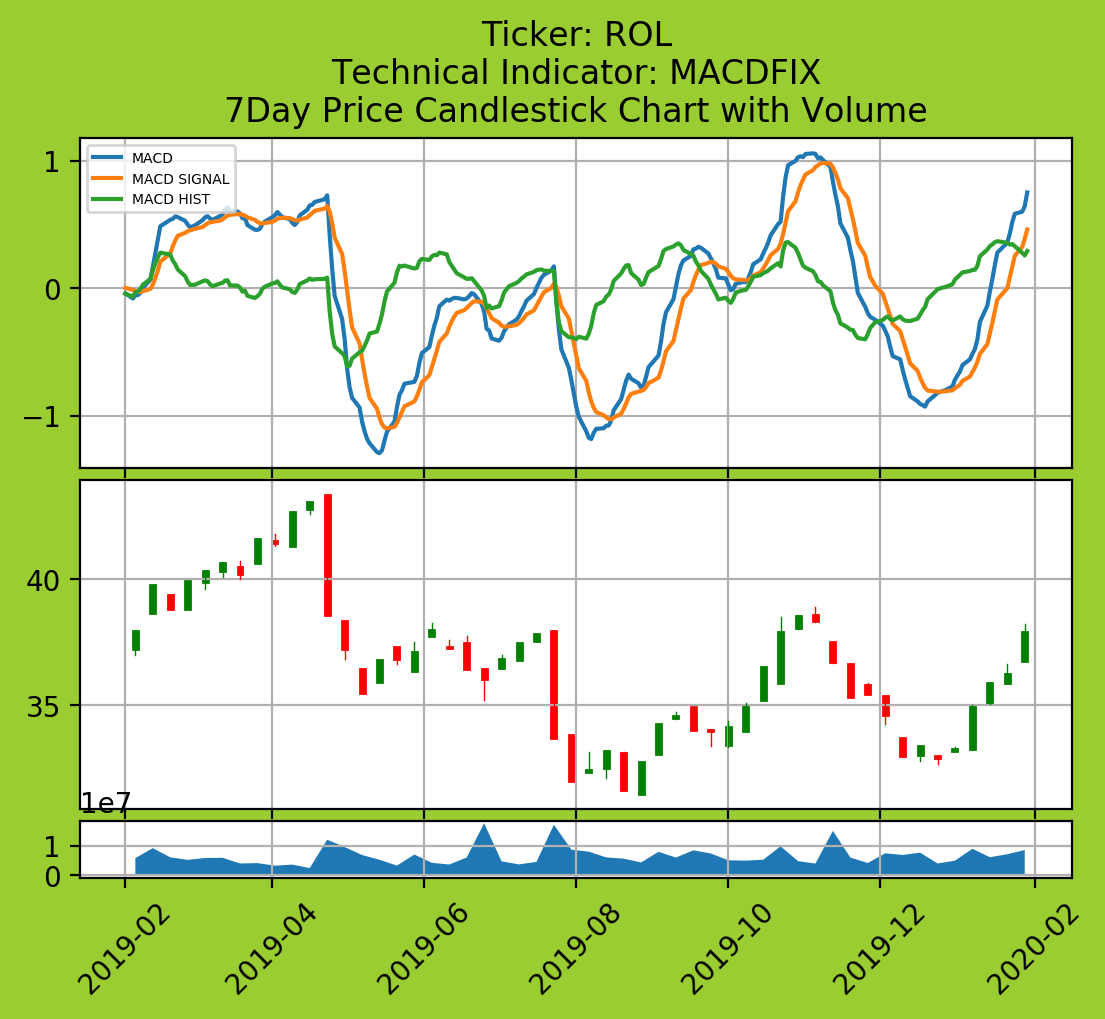 Ticker: ROL
Technical Indicator: MACDFIX
7Day Price Candlestick Chart with Volume
MACD
MACD SIGNAL
MACD HIST
1
0
−1
40
35
1e7
1
0
2019-02
2019-04
2019-06
2019-08
2019-10
2019-12
2020-02